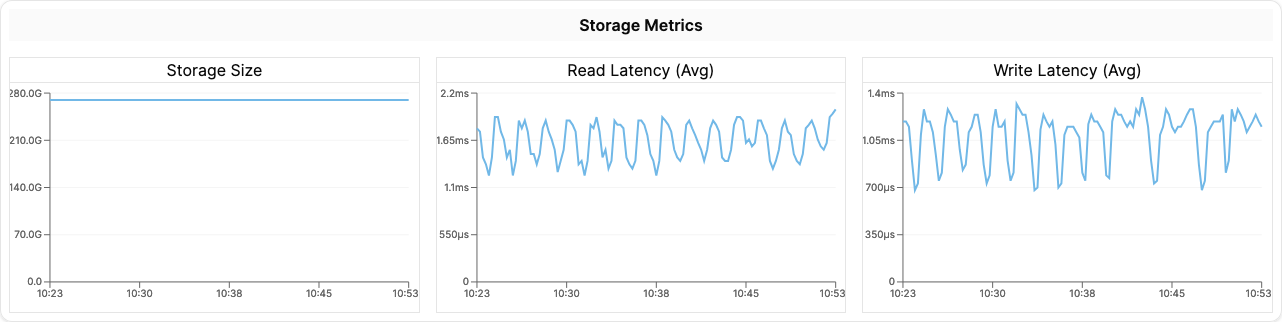 Storage Metrics
Storage Size
280.0G
210.0G
140.0G
70.0G
0.0
10:23 10:30 10:38 10:45 10:53
Read Latency (Avg)
2.2ms
1.65ms
1.1ms
550µs
0
10:23 10:30 10:38 10:45 10:53
Write Latency (Avg)
1.4ms
1.05ms
700µs
350µs
0
10:23 10:30 10:38 10:45 10:53